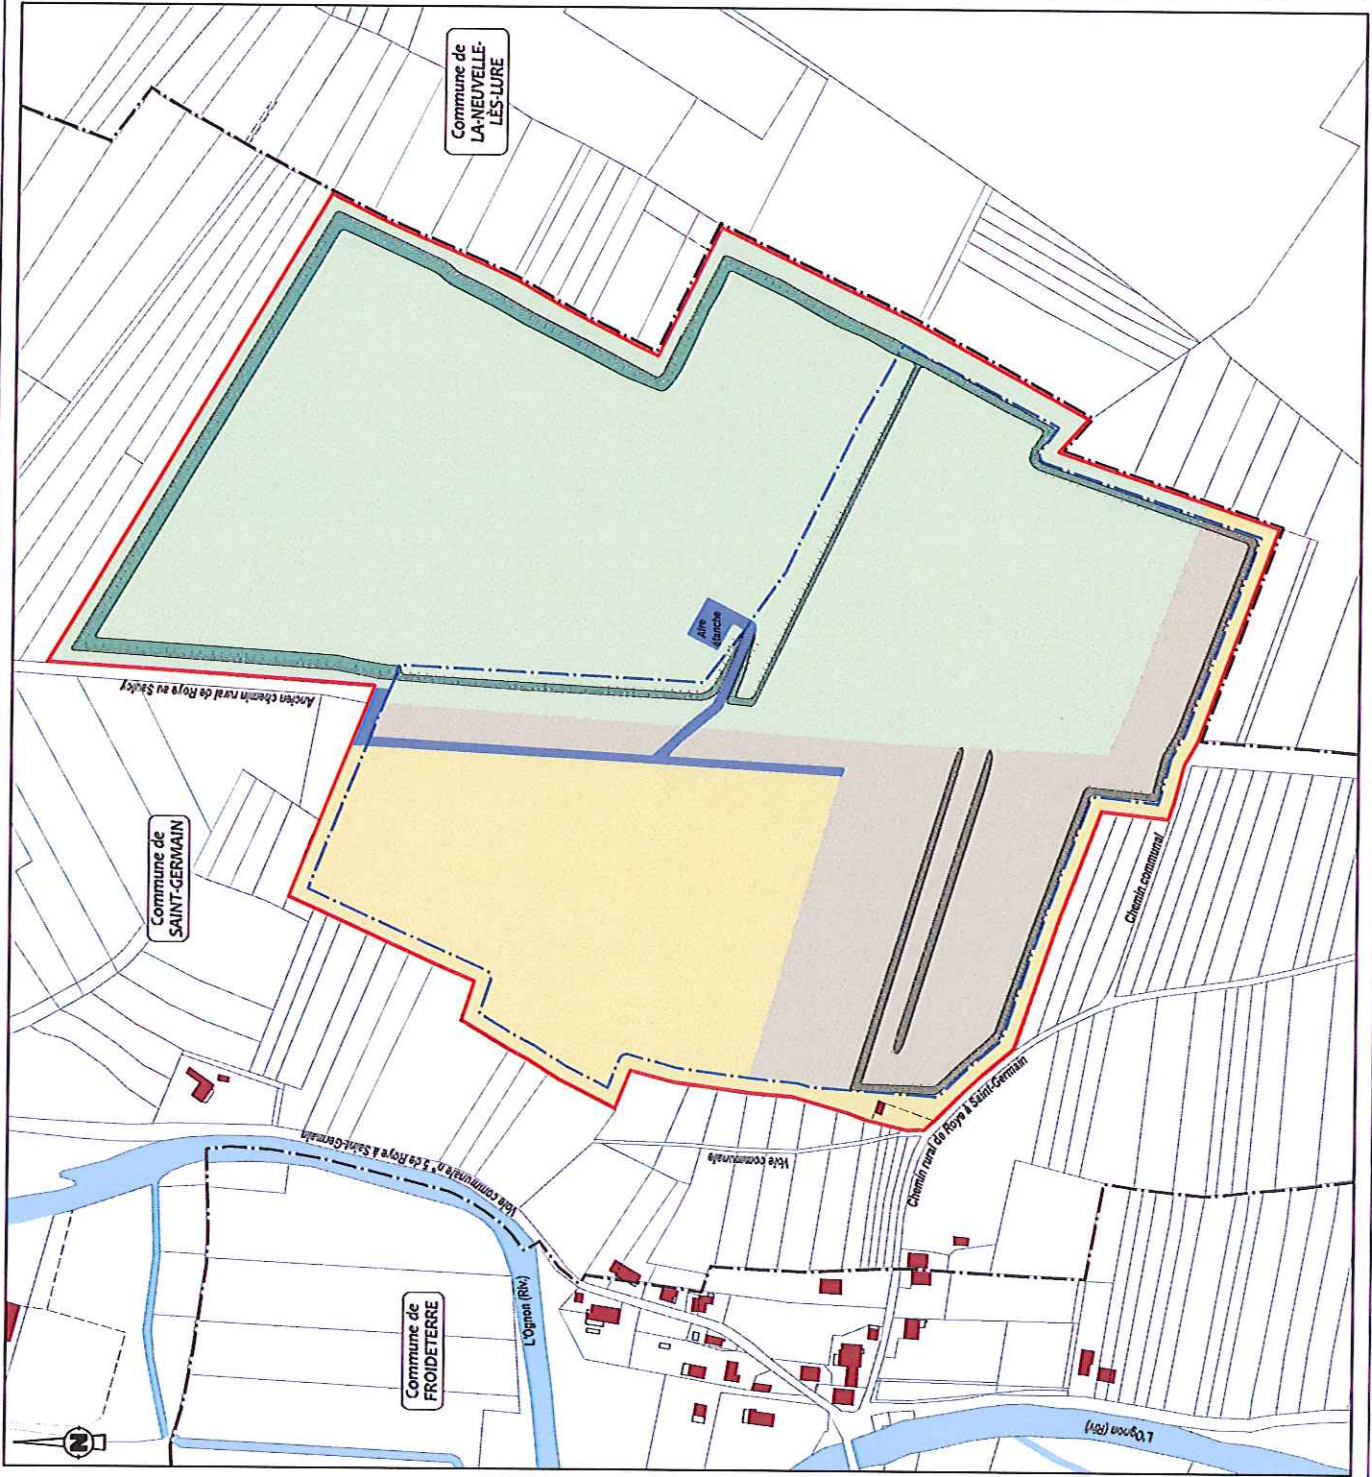 Commune de
LA-NEUVELLE-
LÈS-LURE
Aire
étanche
Ancien chemin rural de Roye au Saulcy
Commune de
SAINT-GERMAIN
Chemin communal
Chemin rural de Roye à Saint-Germain
Voie communale
Voie communale n° 5 de Roye à Saint-Germain
L'Ognon (Riv.)
Commune de
FROIDETERRE
L'Ognon (Riv.)
N